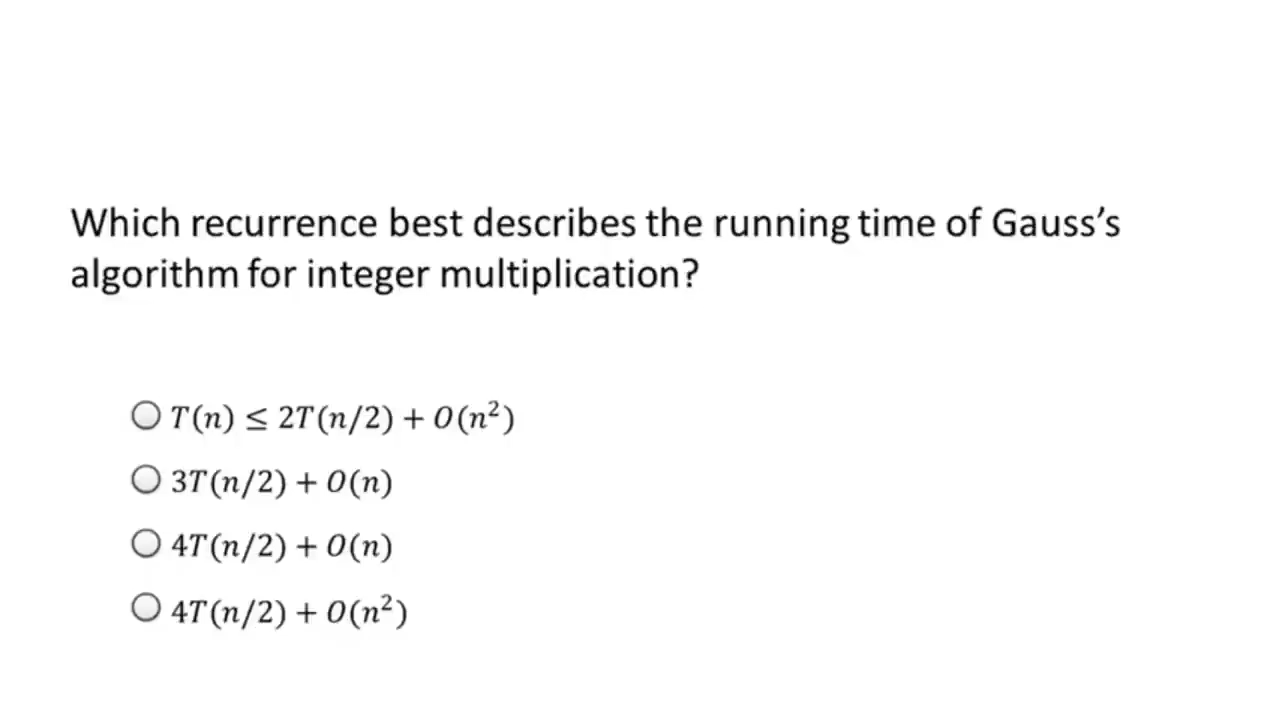 Which recurrence best describes the running time of Gauss’s
algorithm for integer multiplication?
T(n) ≤ 2T(n/2) + O(n²)
3T(n/2) + O(n)
4T(n/2) + O(n)
4T(n/2) + O(n²)